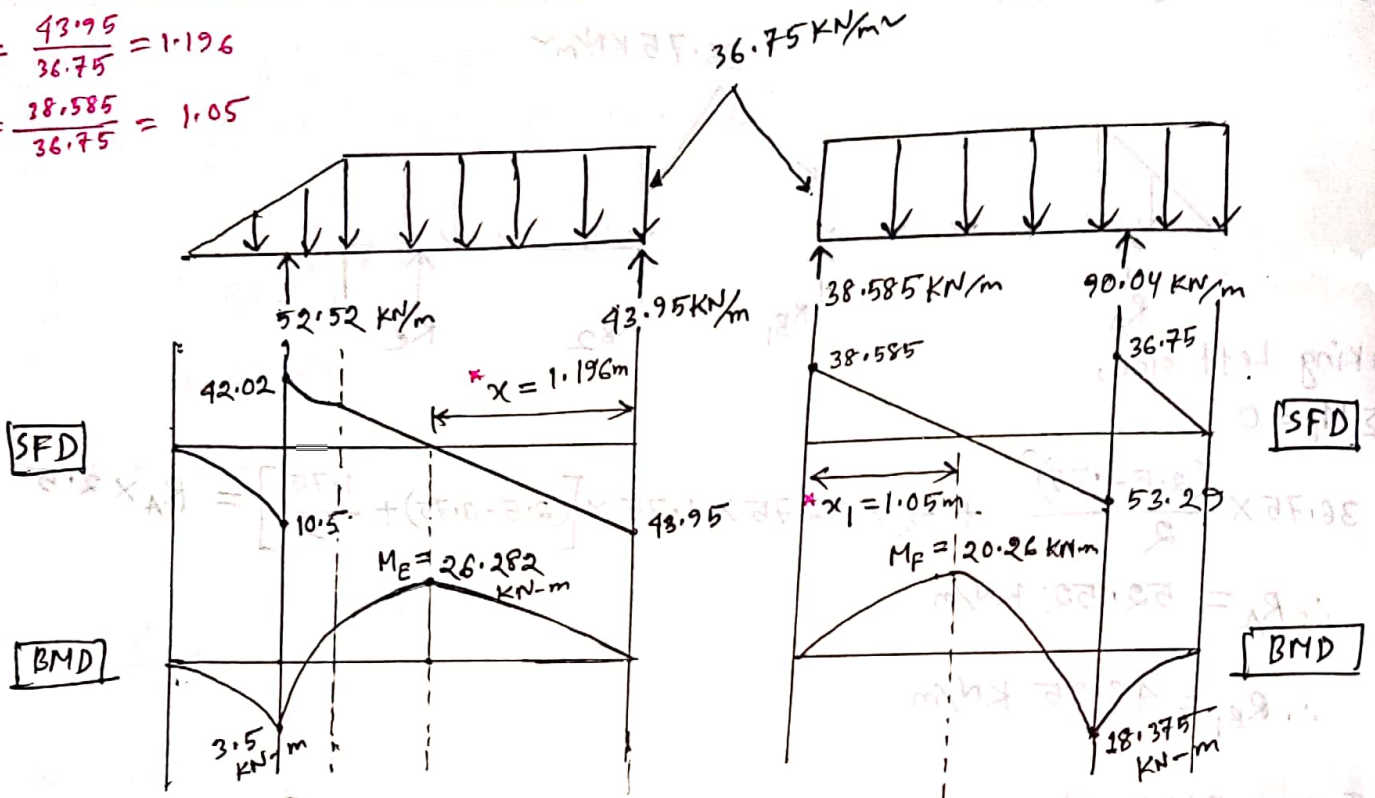 = 43.95 / 36.75 = 1.196
= 38.585 / 36.75 = 1.05
36.75 KN/m~
52.52 KN/m
43.95KN/m
38.585 KN/m
90.04 KN/m
42.02
* x = 1.196m
38.585
36.75
SFD
SFD
10.5
43.95
* x₁ = 1.05m.
53.29
ME = 26.282
KN-m
MF = 20.26 KN-m
BMD
BMD
3.5
KN-m
18.375
KN-m